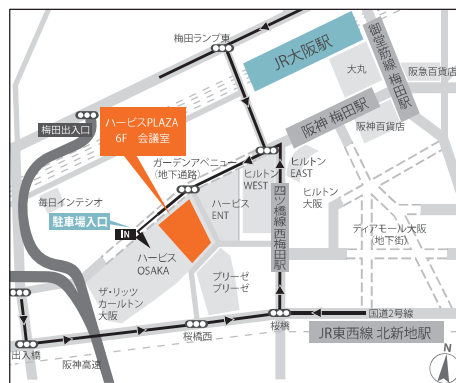 梅田ランプ東
JR大阪駅
御堂筋線 梅田駅
大丸
阪急百貨店
阪神 梅田駅
阪神百貨店
ハービスPLAZA
6F 会議室
梅田出入口
ガーデンアベニュー
(地下通路)
ヒルトン
WEST
ヒルトン
EAST
ヒルトン
大阪
毎日インテシオ
駐車場入口
IN
ハービス
ENT
四ツ橋線 西梅田駅
ディアモール大阪
(地下街)
ハービス
OSAKA
ブリーゼ
ブリーゼ
ザ・リッツ
カールトン
大阪
桜橋西
桜橋
国道2号線
出入橋
阪神高速
JR東西線 北新地駅
N